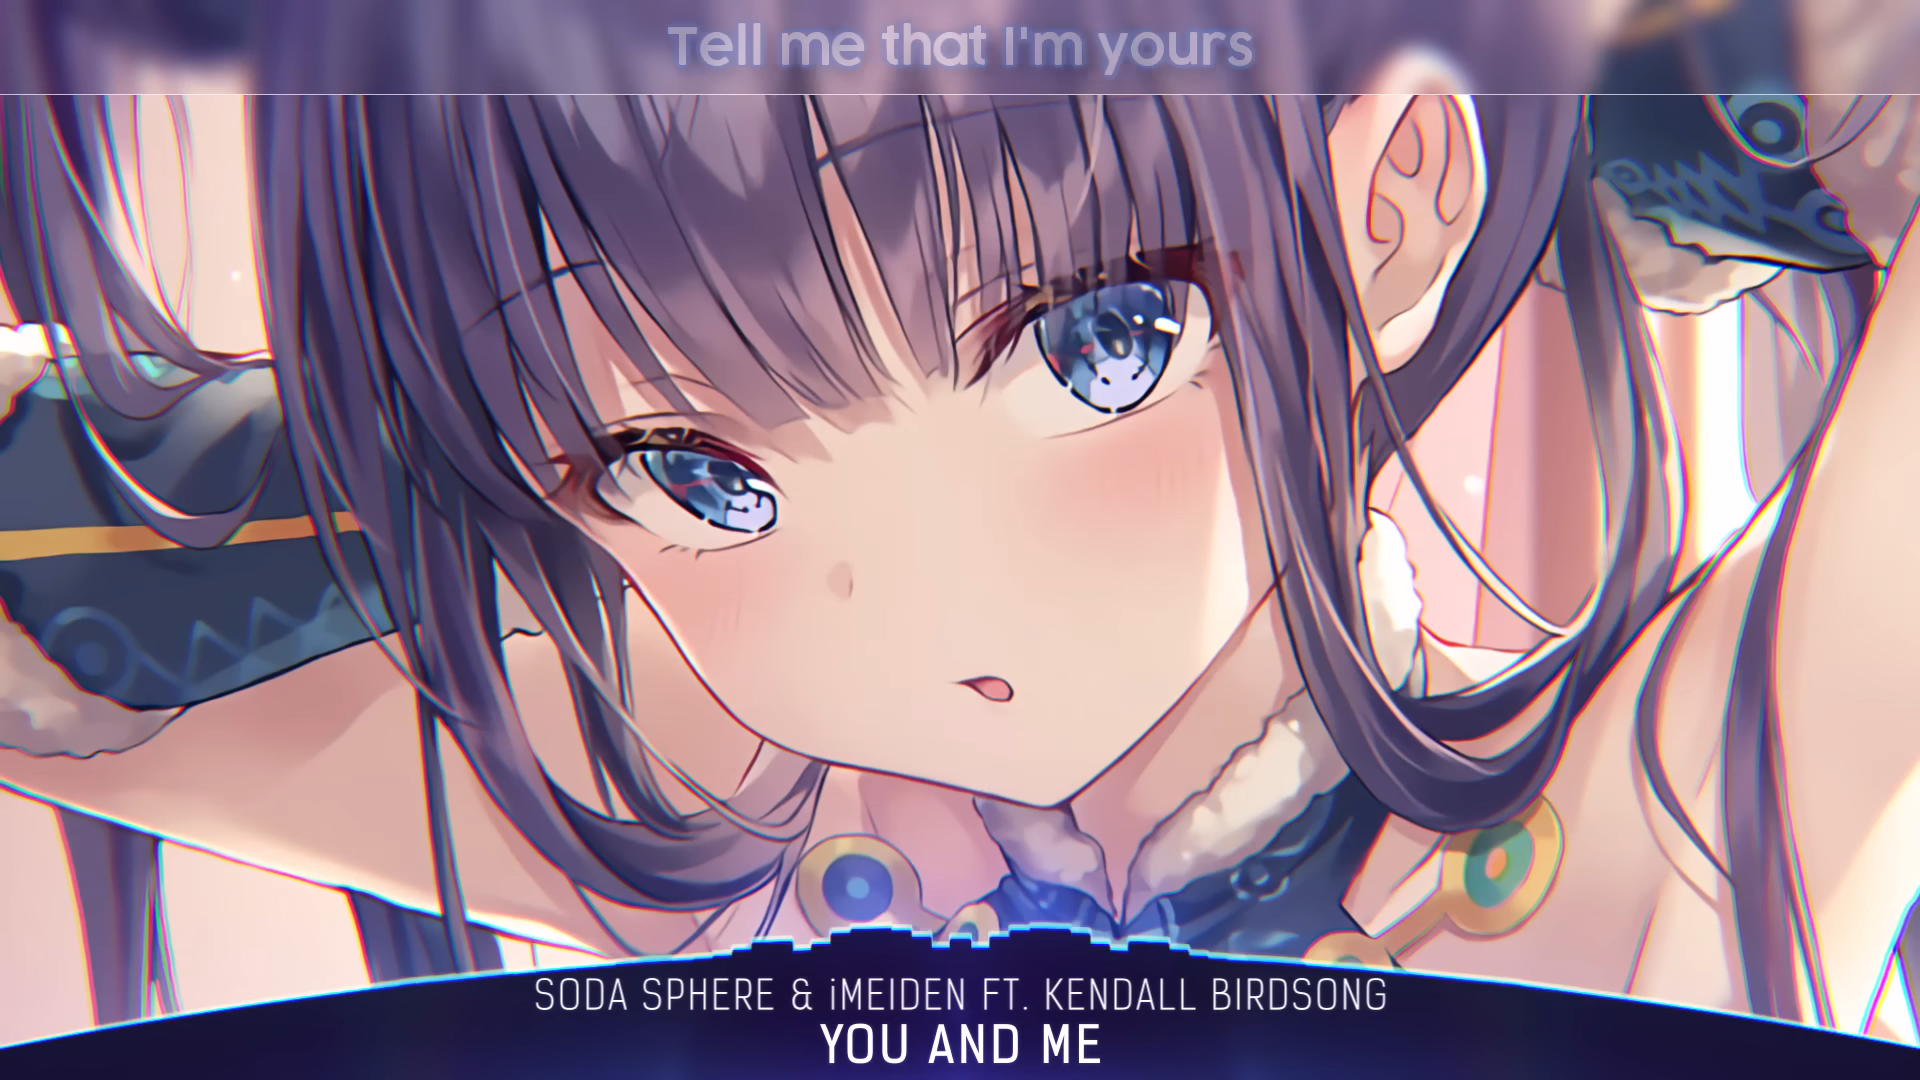 Tell me that I'm yours
SODA SPHERE & iMEIDEN FT. KENDALL BIRDSONG
YOU AND ME